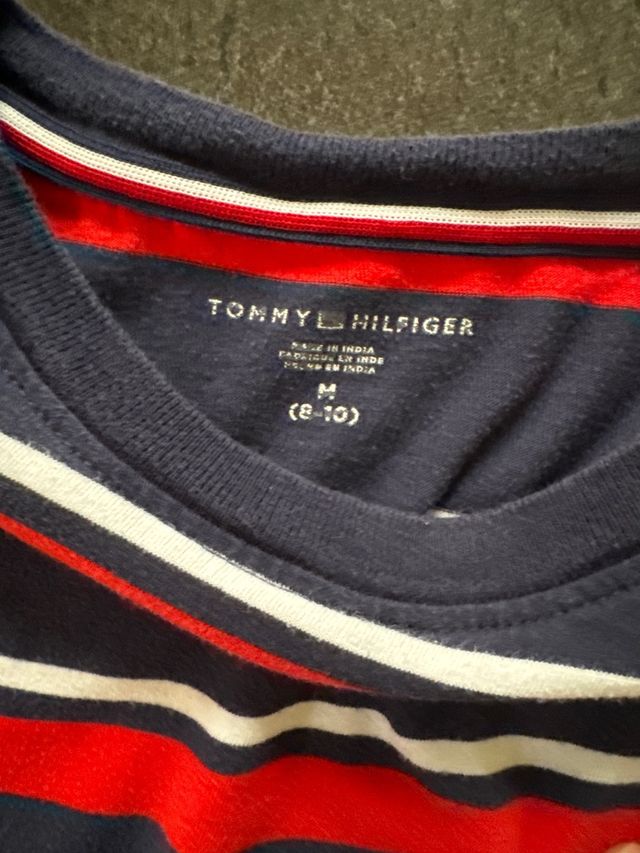 TOMMY HILFIGER
MADE IN INDIA
FABRIQUÉ EN INDE
HECHO EN INDIA
M
(8-10)